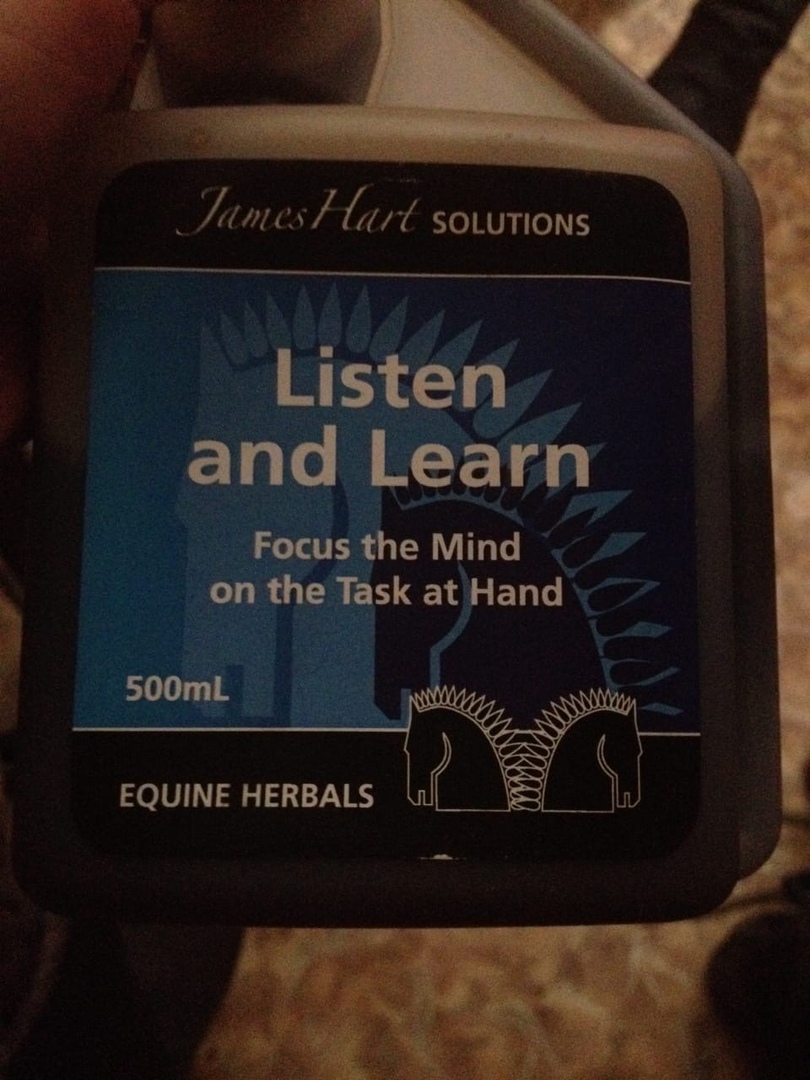 James Hart SOLUTIONS
Listen
and Learn
Focus the Mind
on the Task at Hand
500mL
EQUINE HERBALS